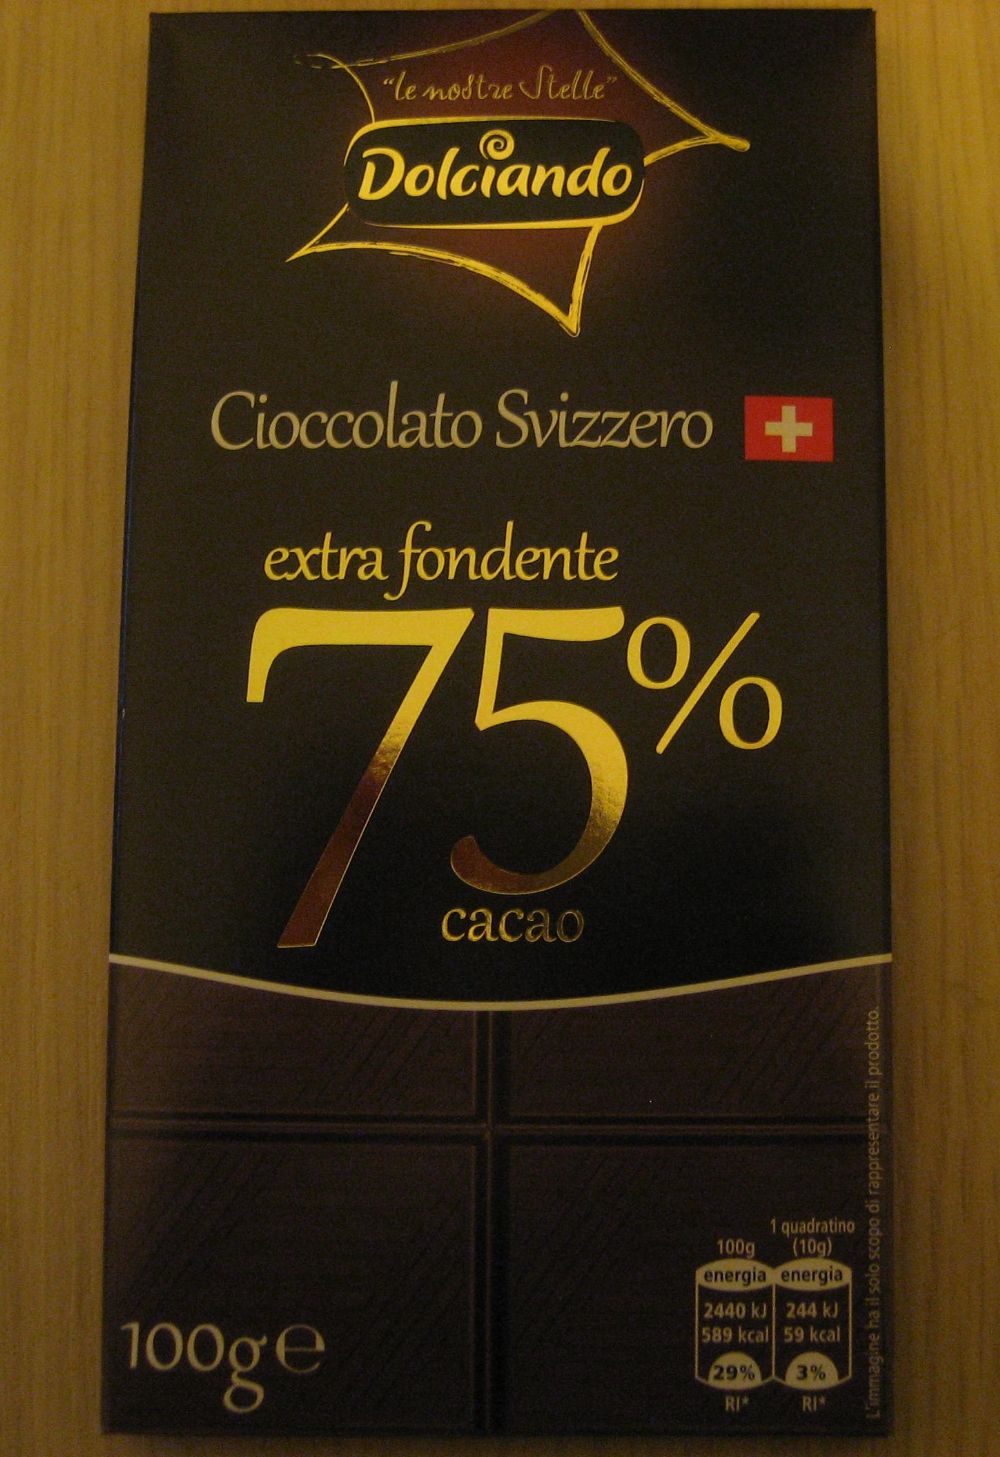 "le nostre Stelle"
Dolciando
Cioccolato Svizzero
extra fondente
75%
cacao
100g e
100g
1 quadratino (10g)
energia energia
2440 kJ 244 kJ
589 kcal 59 kcal
29% 3%
RI* RI*
L'immagine ha il solo scopo di rappresentare il prodotto.